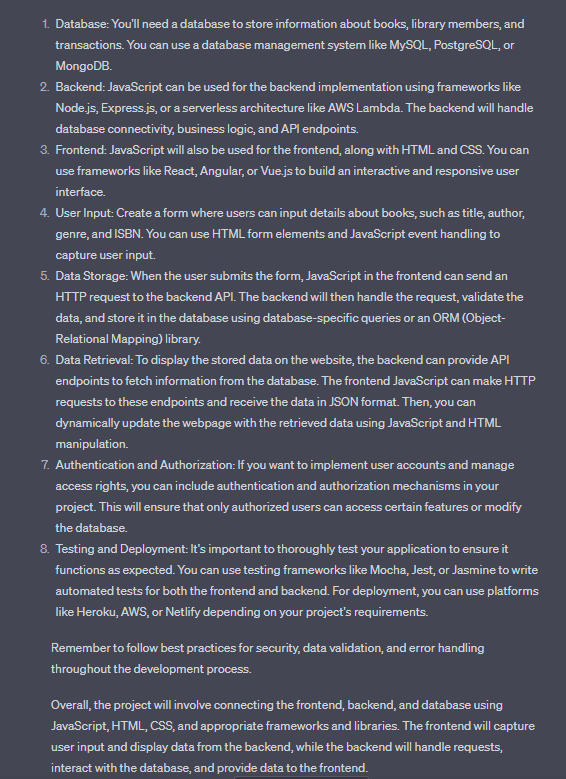 1. Database: You'll need a database to store information about books, library members, and
transactions. You can use a database management system like MySQL, PostgreSQL, or
MongoDB.
2. Backend: JavaScript can be used for the backend implementation using frameworks like
Node.js, Express.js, or a serverless architecture like AWS Lambda. The backend will handle
database connectivity, business logic, and API endpoints.
3. Frontend: JavaScript will also be used for the frontend, along with HTML and CSS. You can
use frameworks like React, Angular, or Vue.js to build an interactive and responsive user
interface.
4. User Input: Create a form where users can input details about books, such as title, author,
genre, and ISBN. You can use HTML form elements and JavaScript event handling to
capture user input.
5. Data Storage: When the user submits the form, JavaScript in the frontend can send an
HTTP request to the backend API. The backend will then handle the request, validate the
data, and store it in the database using database-specific queries or an ORM (Object-
Relational Mapping) library.
6. Data Retrieval: To display the stored data on the website, the backend can provide API
endpoints to fetch information from the database. The frontend JavaScript can make HTTP
requests to these endpoints and receive the data in JSON format. Then, you can
dynamically update the webpage with the retrieved data using JavaScript and HTML
manipulation.
7. Authentication and Authorization: If you want to implement user accounts and manage
access rights, you can include authentication and authorization mechanisms in your
project. This will ensure that only authorized users can access certain features or modify
the database.
8. Testing and Deployment: It's important to thoroughly test your application to ensure it
functions as expected. You can use testing frameworks like Mocha, Jest, or Jasmine to write
automated tests for both the frontend and backend. For deployment, you can use platforms
like Heroku, AWS, or Netlify depending on your project's requirements.
Remember to follow best practices for security, data validation, and error handling
throughout the development process.
Overall, the project will involve connecting the frontend, backend, and database using
JavaScript, HTML, CSS, and appropriate frameworks and libraries. The frontend will capture
user input and display data from the backend, while the backend will handle requests,
interact with the database, and provide data to the frontend.